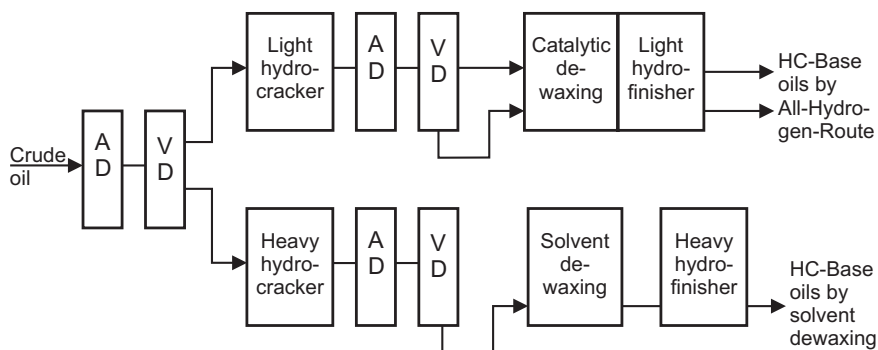 Crude
oil
A
D
V
D
Light
hydro-
cracker
A
D
V
D
Catalytic
de-
waxing
Light
hydro-
finisher
HC-Base
oils by
All-Hydro-
gen-Route
Heavy
hydro-
cracker
A
D
V
D
Solvent
de-
waxing
Heavy
hydro-
finisher
HC-Base
oils by
solvent
dewaxing